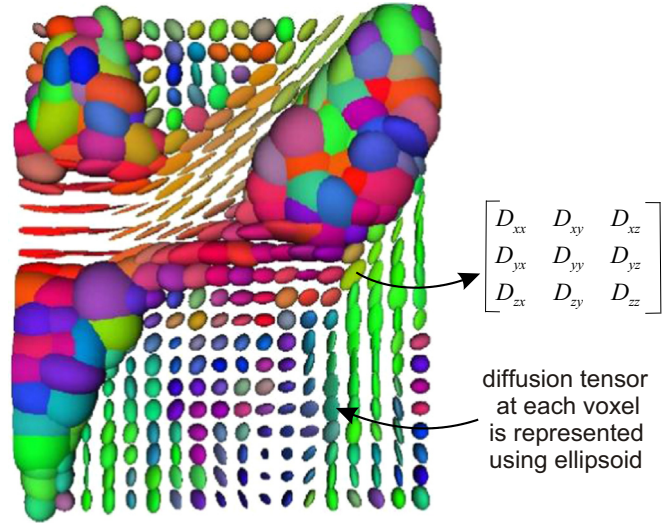 D_xx D_xy D_xz
D_yx D_yy D_yz
D_zx D_zy D_zz
diffusion tensor
at each voxel
is represented
using ellipsoid